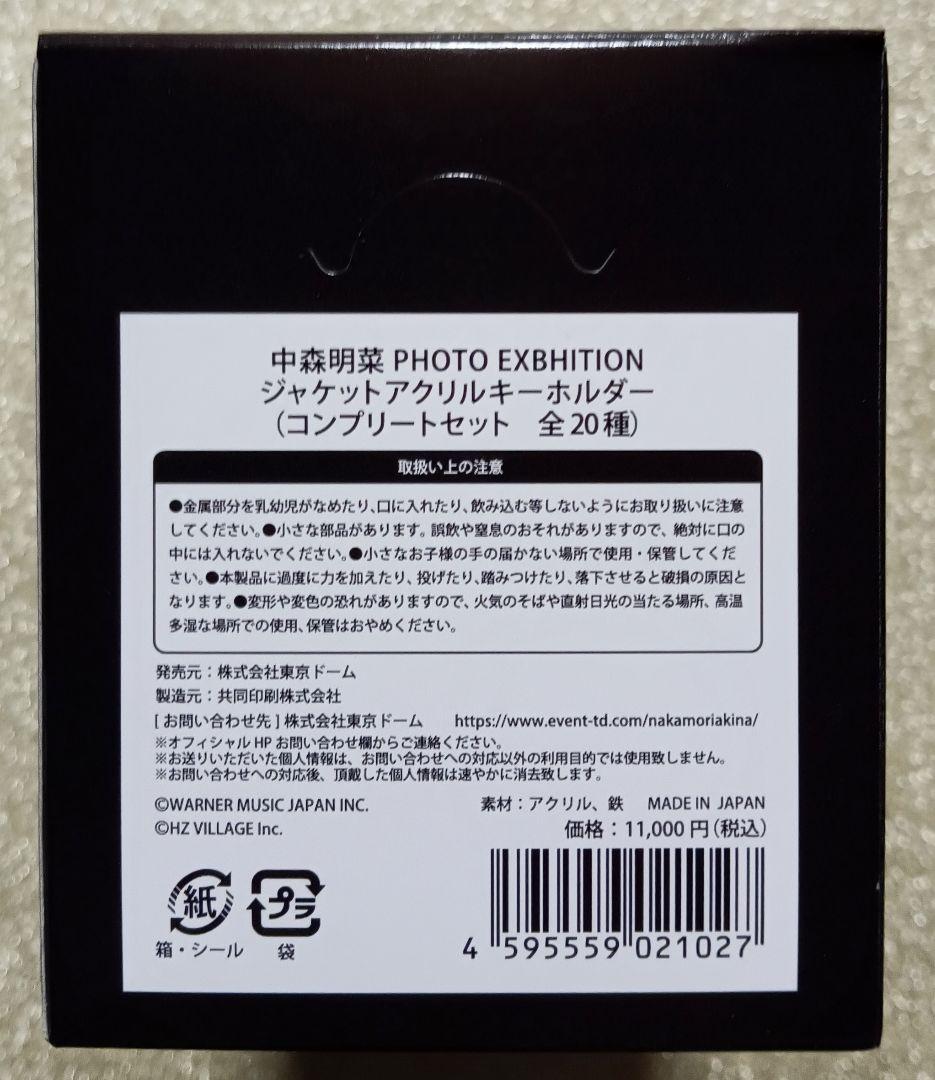 中森明菜 PHOTO EXBHITION
ジャケットアクリルキーホルダー
（コンプリートセット　全20種）
取扱い上の注意
●金属部分を乳幼児がなめたり、口に入れたり、飲み込む等しないようにお取り扱いに注意
してください。●小さな部品があります。誤飲や窒息のおそれがありますので、絶対に口の
中には入れないでください。●小さなお子様の手の届かない場所で使用・保管してくだ
さい。●本製品に過度に力を加えたり、投げたり、踏みつけたり、落下させると破損の原因と
なります。●変形や変色の恐れがありますので、火気のそばや直射日光の当たる場所、高温
多湿な場所での使用、保管はおやめください。
発売元：株式会社東京ドーム
製造元：共同印刷株式会社
[ お問い合わせ先 ] 株式会社東京ドーム　https://www.event-td.com/nakamoriakina/
※オフィシャル HP お問い合わせ欄からご連絡ください。
※お送りいただいた個人情報は、お問い合わせへの対応以外の利用目的では使用致しません。
※お問い合わせへの対応後、頂戴した個人情報は速やかに消去致します。
©WARNER MUSIC JAPAN INC.
©HZ VILLAGE Inc.
素材：アクリル、鉄　MADE IN JAPAN
価格：11,000 円（税込）
紙
箱・シール
プラ
袋
4 595559 021027